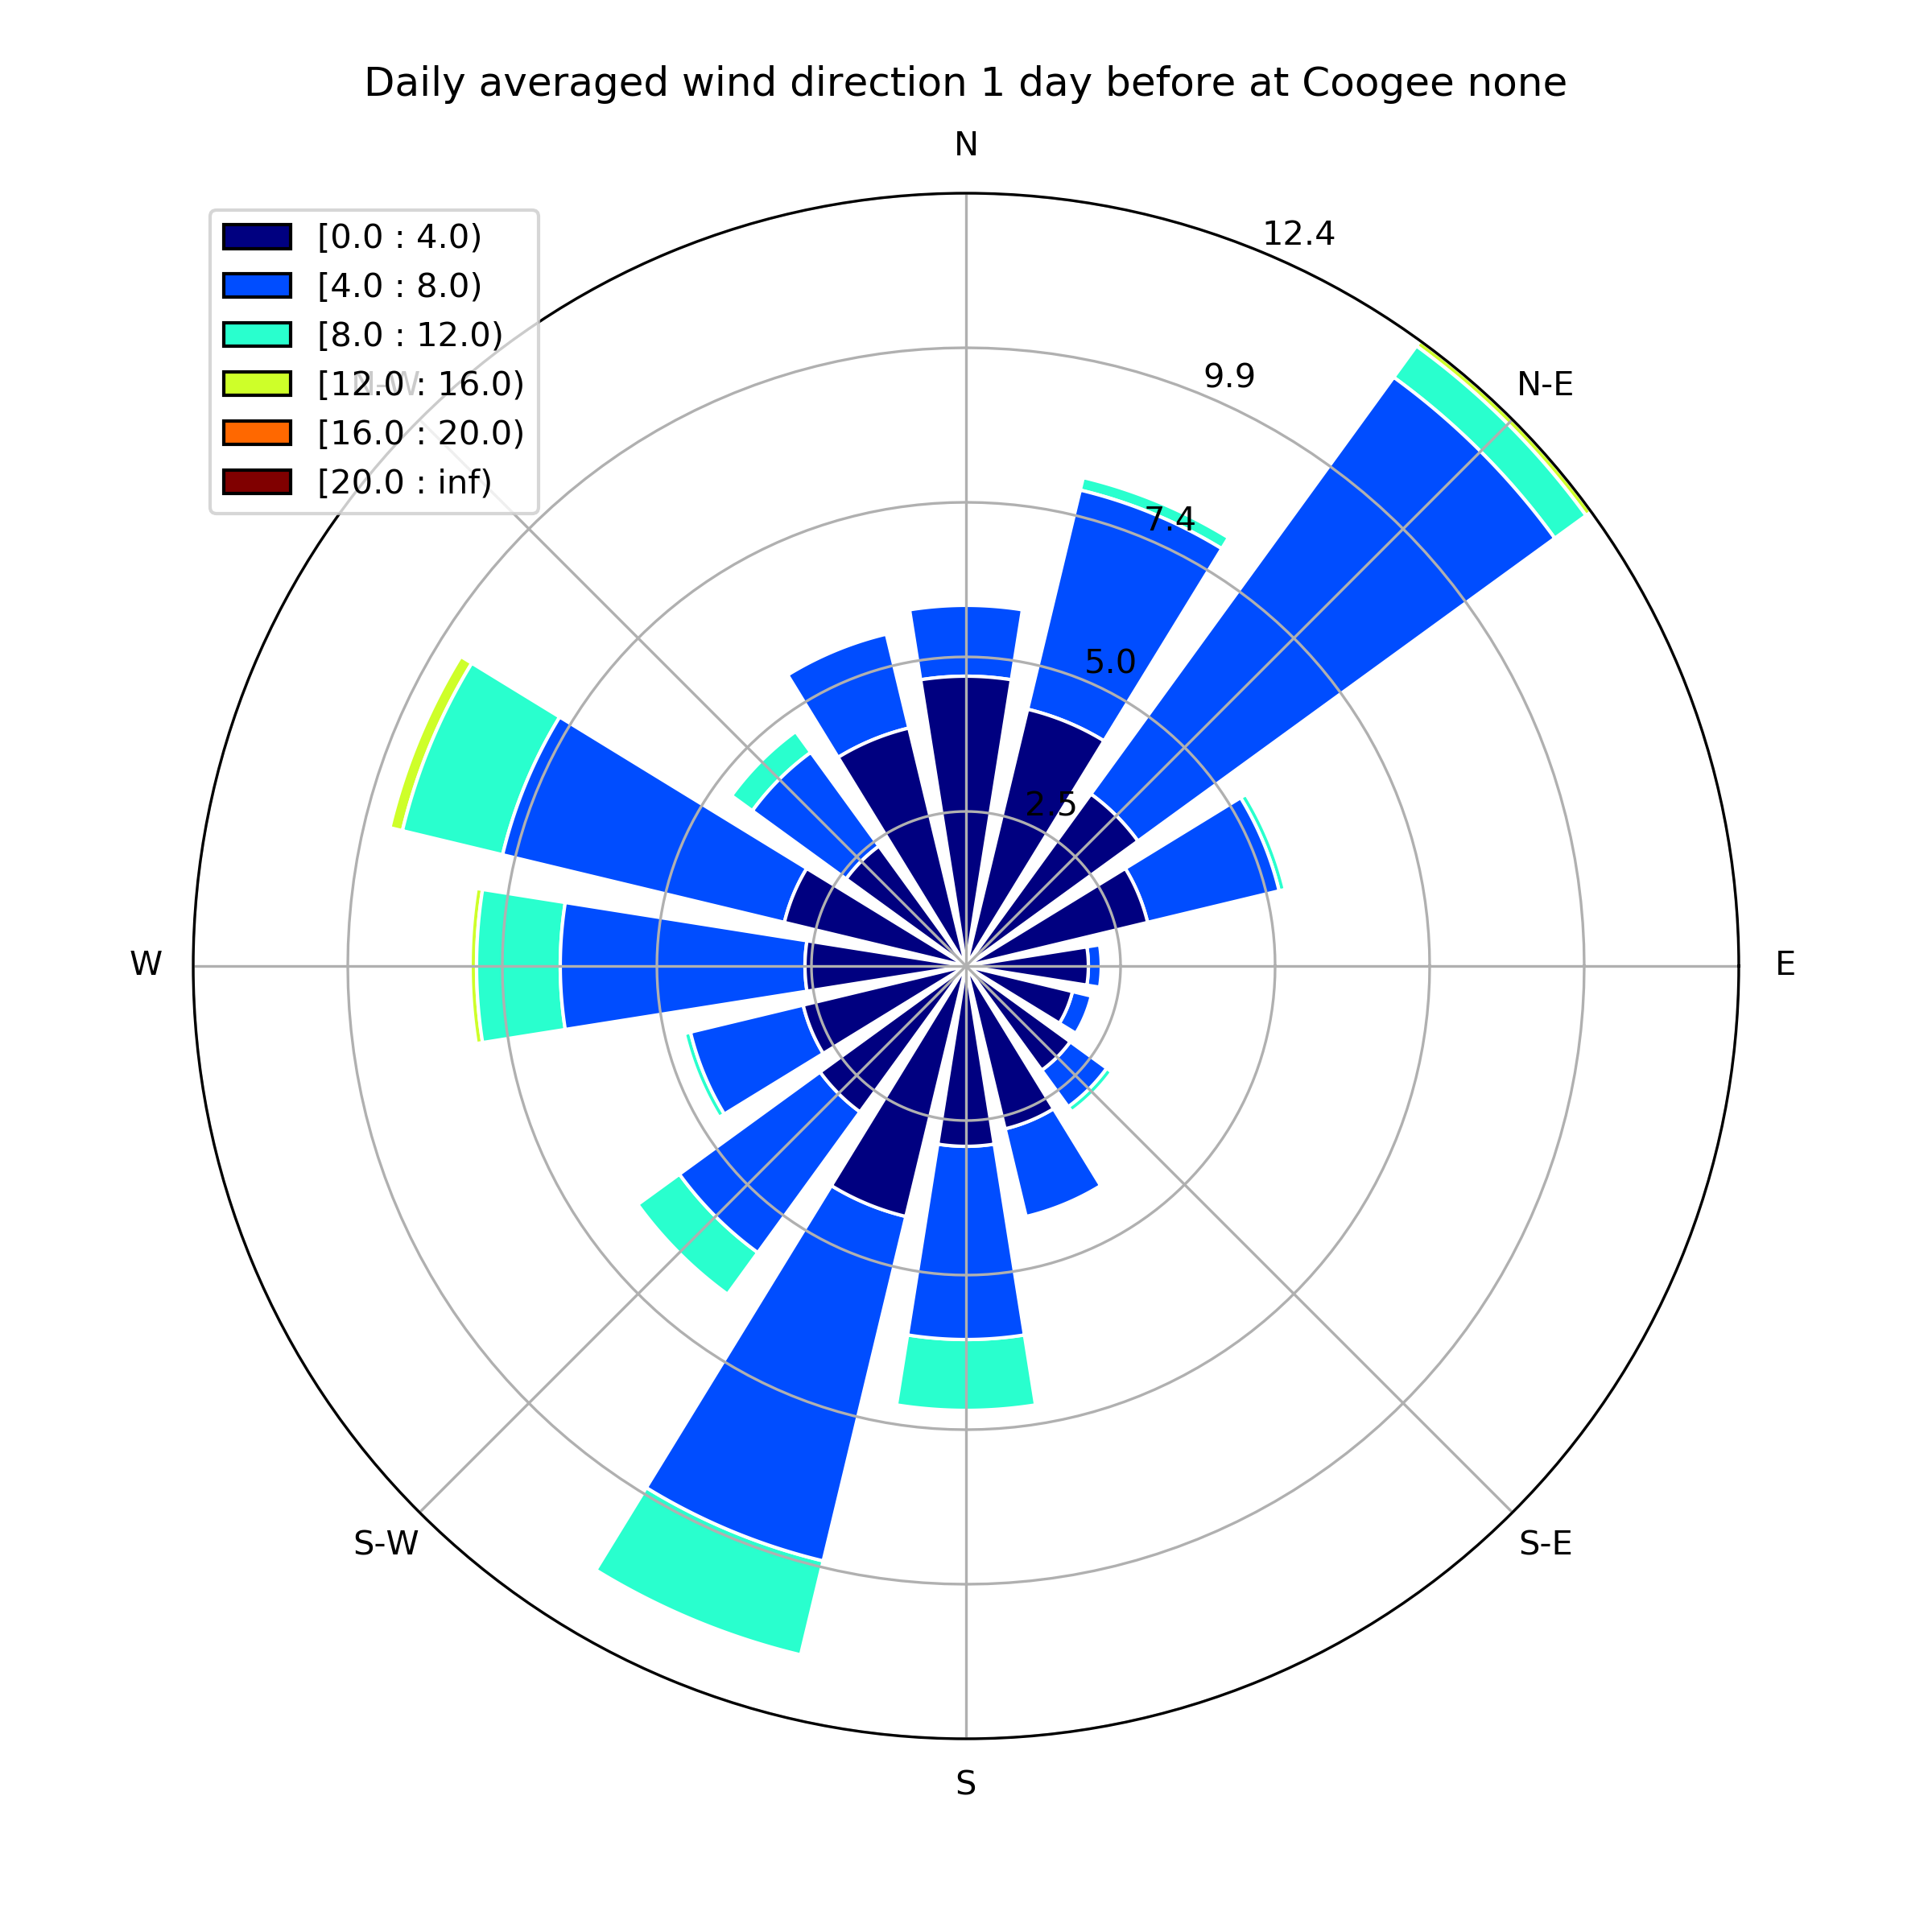 Daily averaged wind direction 1 day before at Coogee none
N
12.4
[0.0 : 4.0)
[4.0 : 8.0)
[8.0 : 12.0)
[12.0 : 16.0)
[16.0 : 20.0)
[20.0 : inf)
N-W
9.9
N-E
7.4
5.0
2.5
W
E
S-W
S-E
S